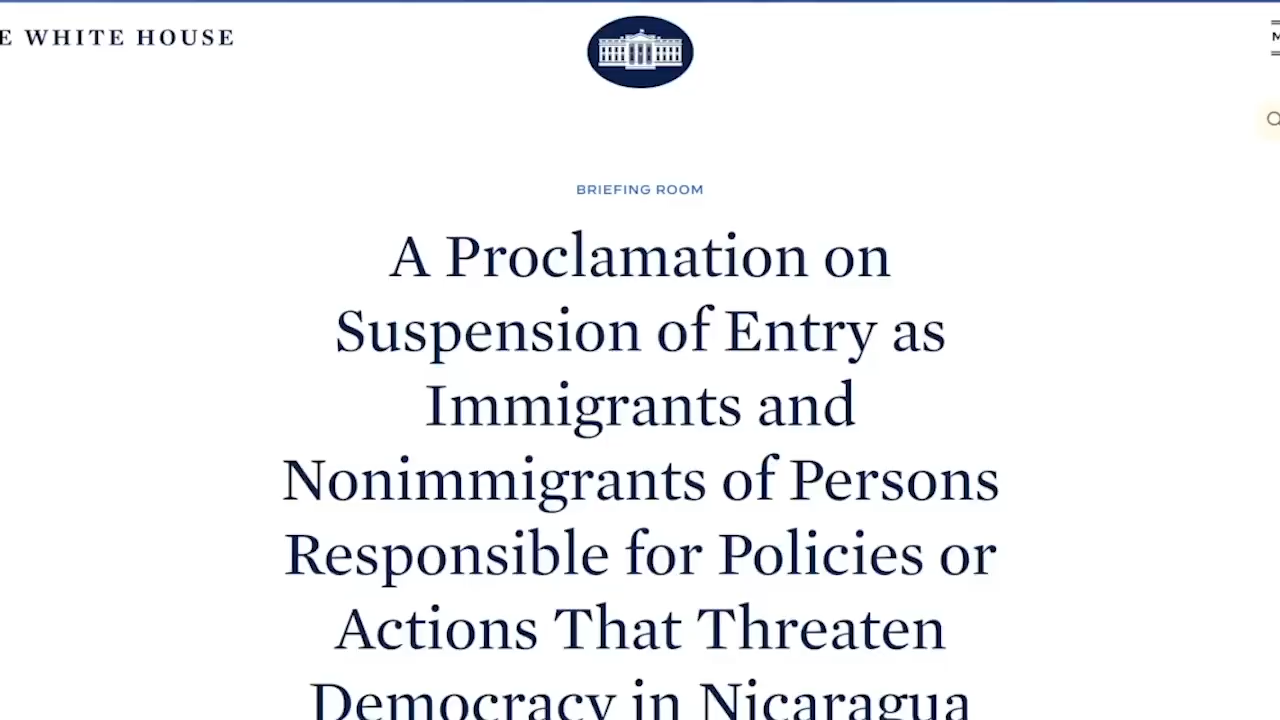 E WHITE HOUSE
M
BRIEFING ROOM
A Proclamation on
Suspension of Entry as
Immigrants and
Nonimmigrants of Persons
Responsible for Policies or
Actions That Threaten
Democracy in Nicaragua